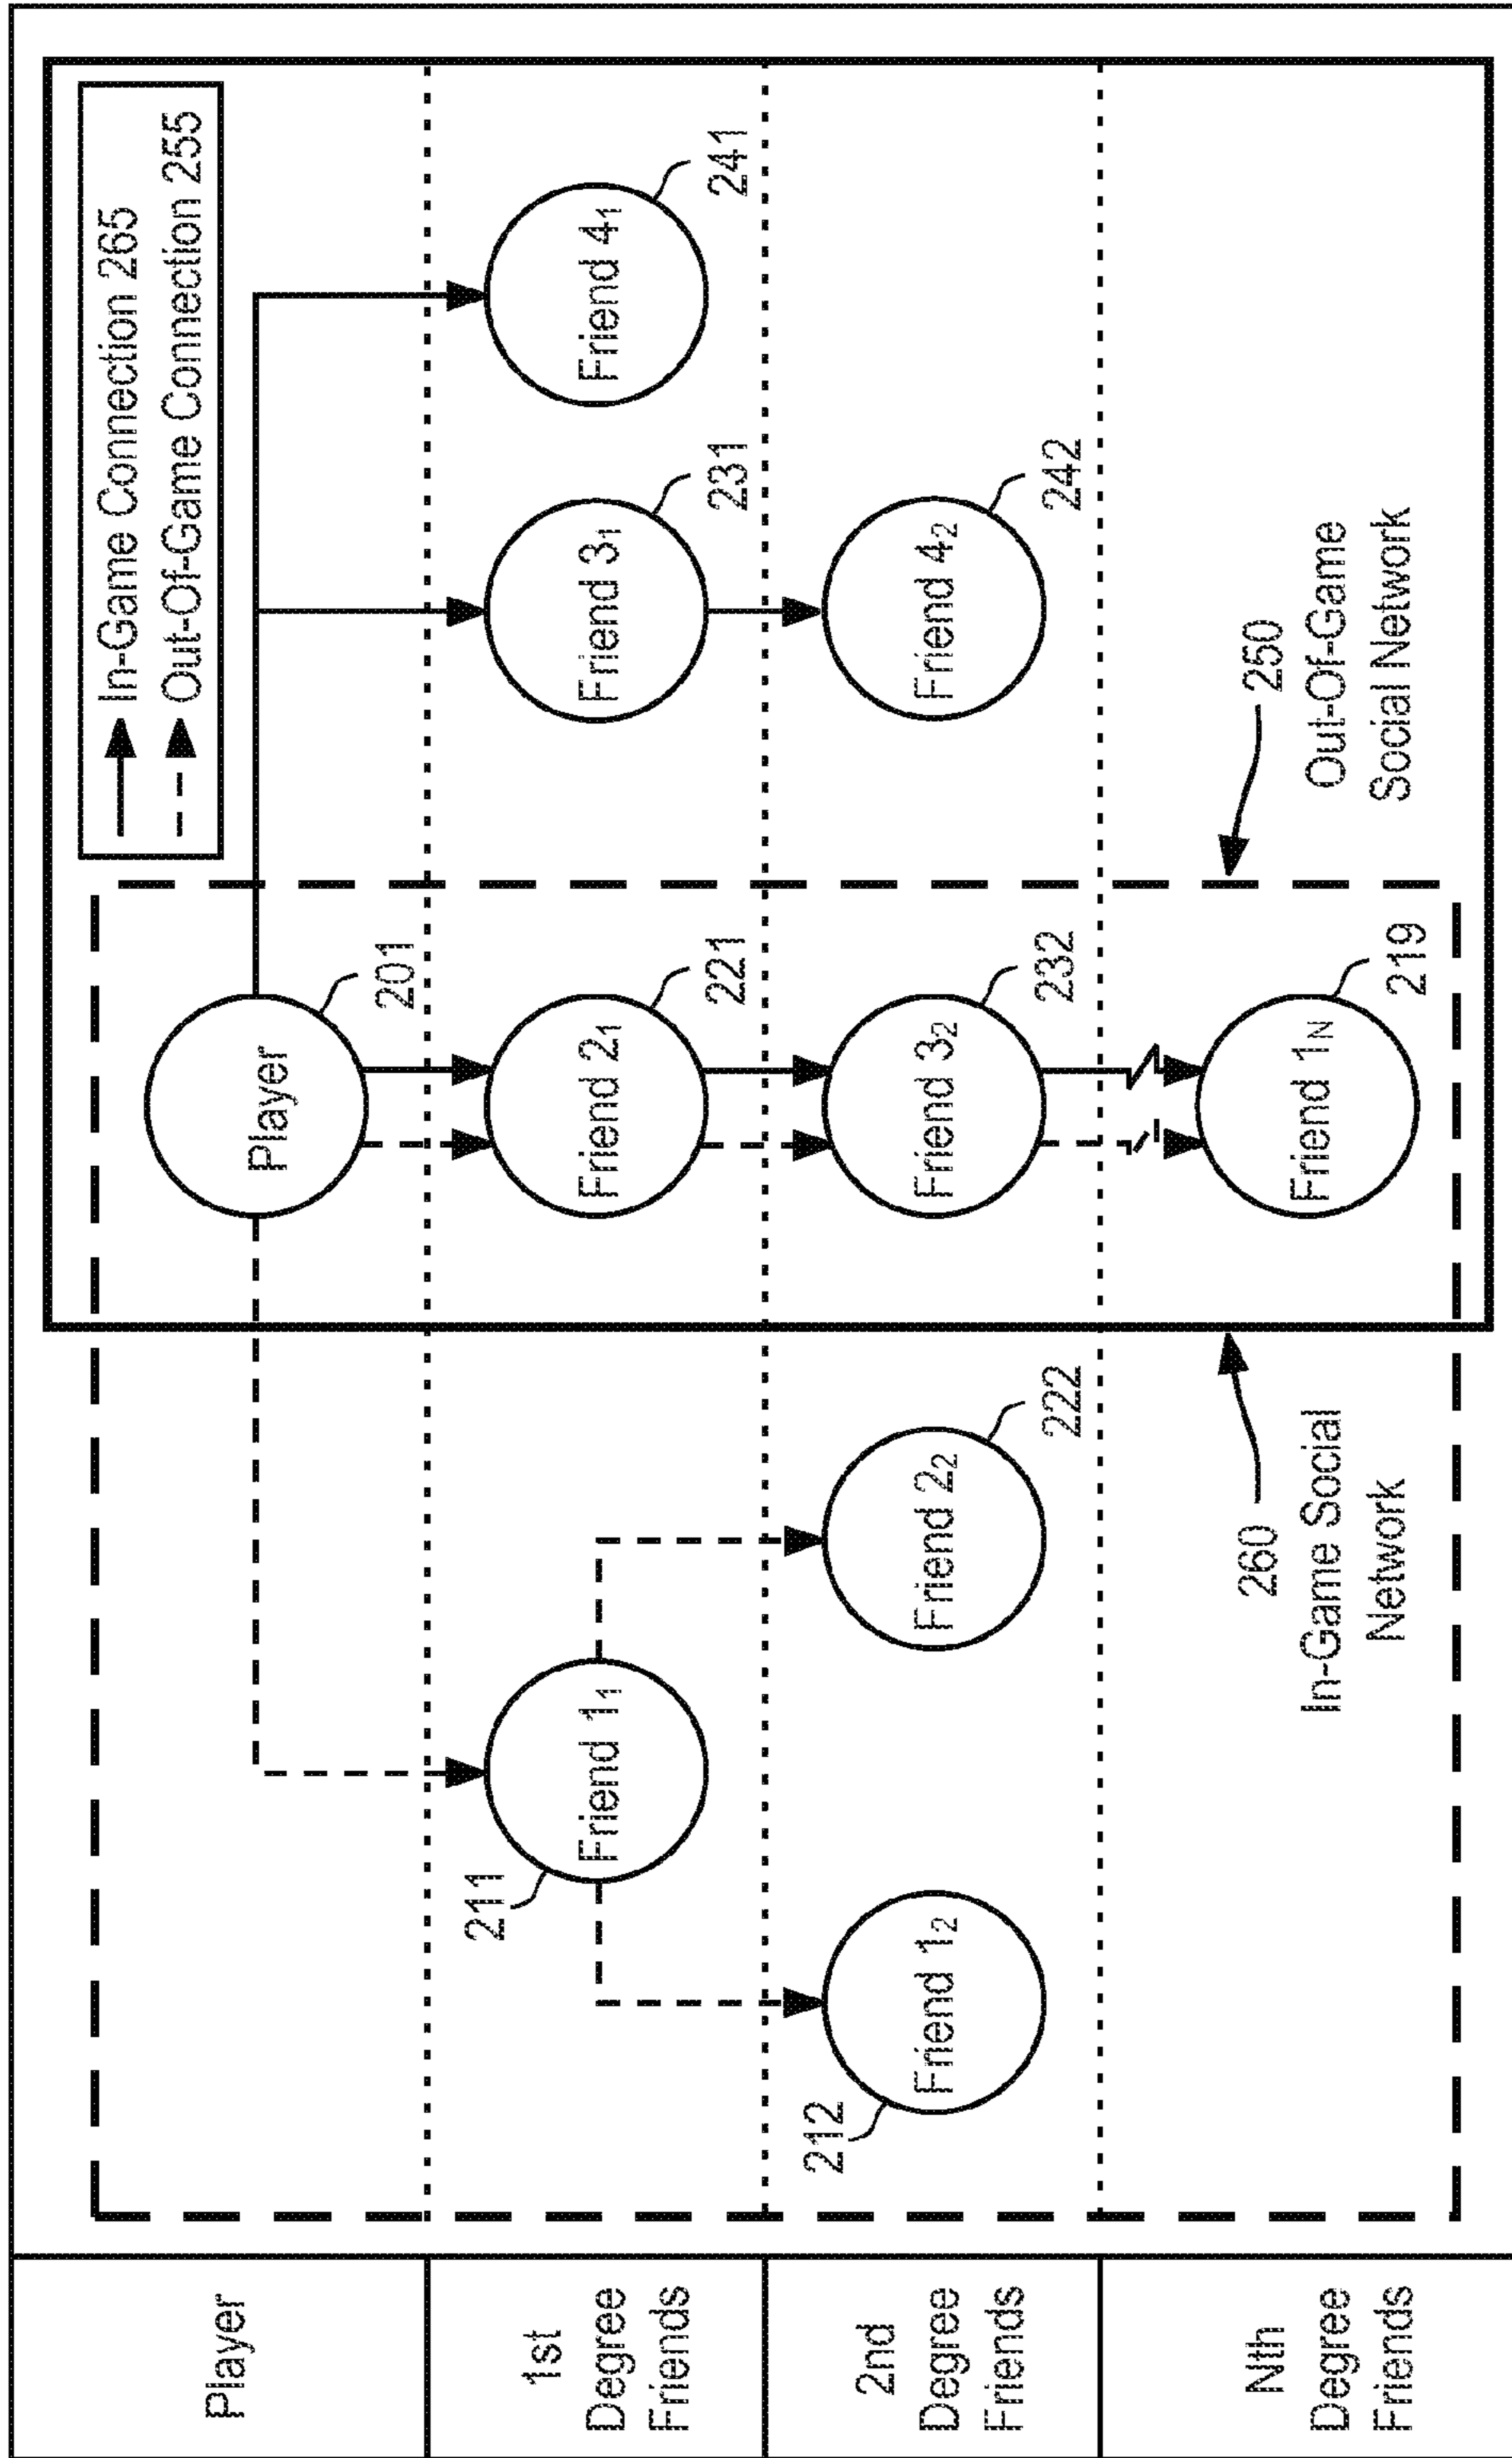 Player
1st
Degree
Friends
2nd
Degree
Friends
Nth
Degree
Friends
In-Game Connection 265
Out-Of-Game Connection 255
Player
201
211
Friend 1₁
Friend 2₁
221
Friend 3₁
231
Friend 4₁
241
212
Friend 1₂
Friend 2₂
222
Friend 3₂
232
Friend 4₂
242
260
In-Game Social
Network
Friend 1N
219
250
Out-Of-Game
Social Network